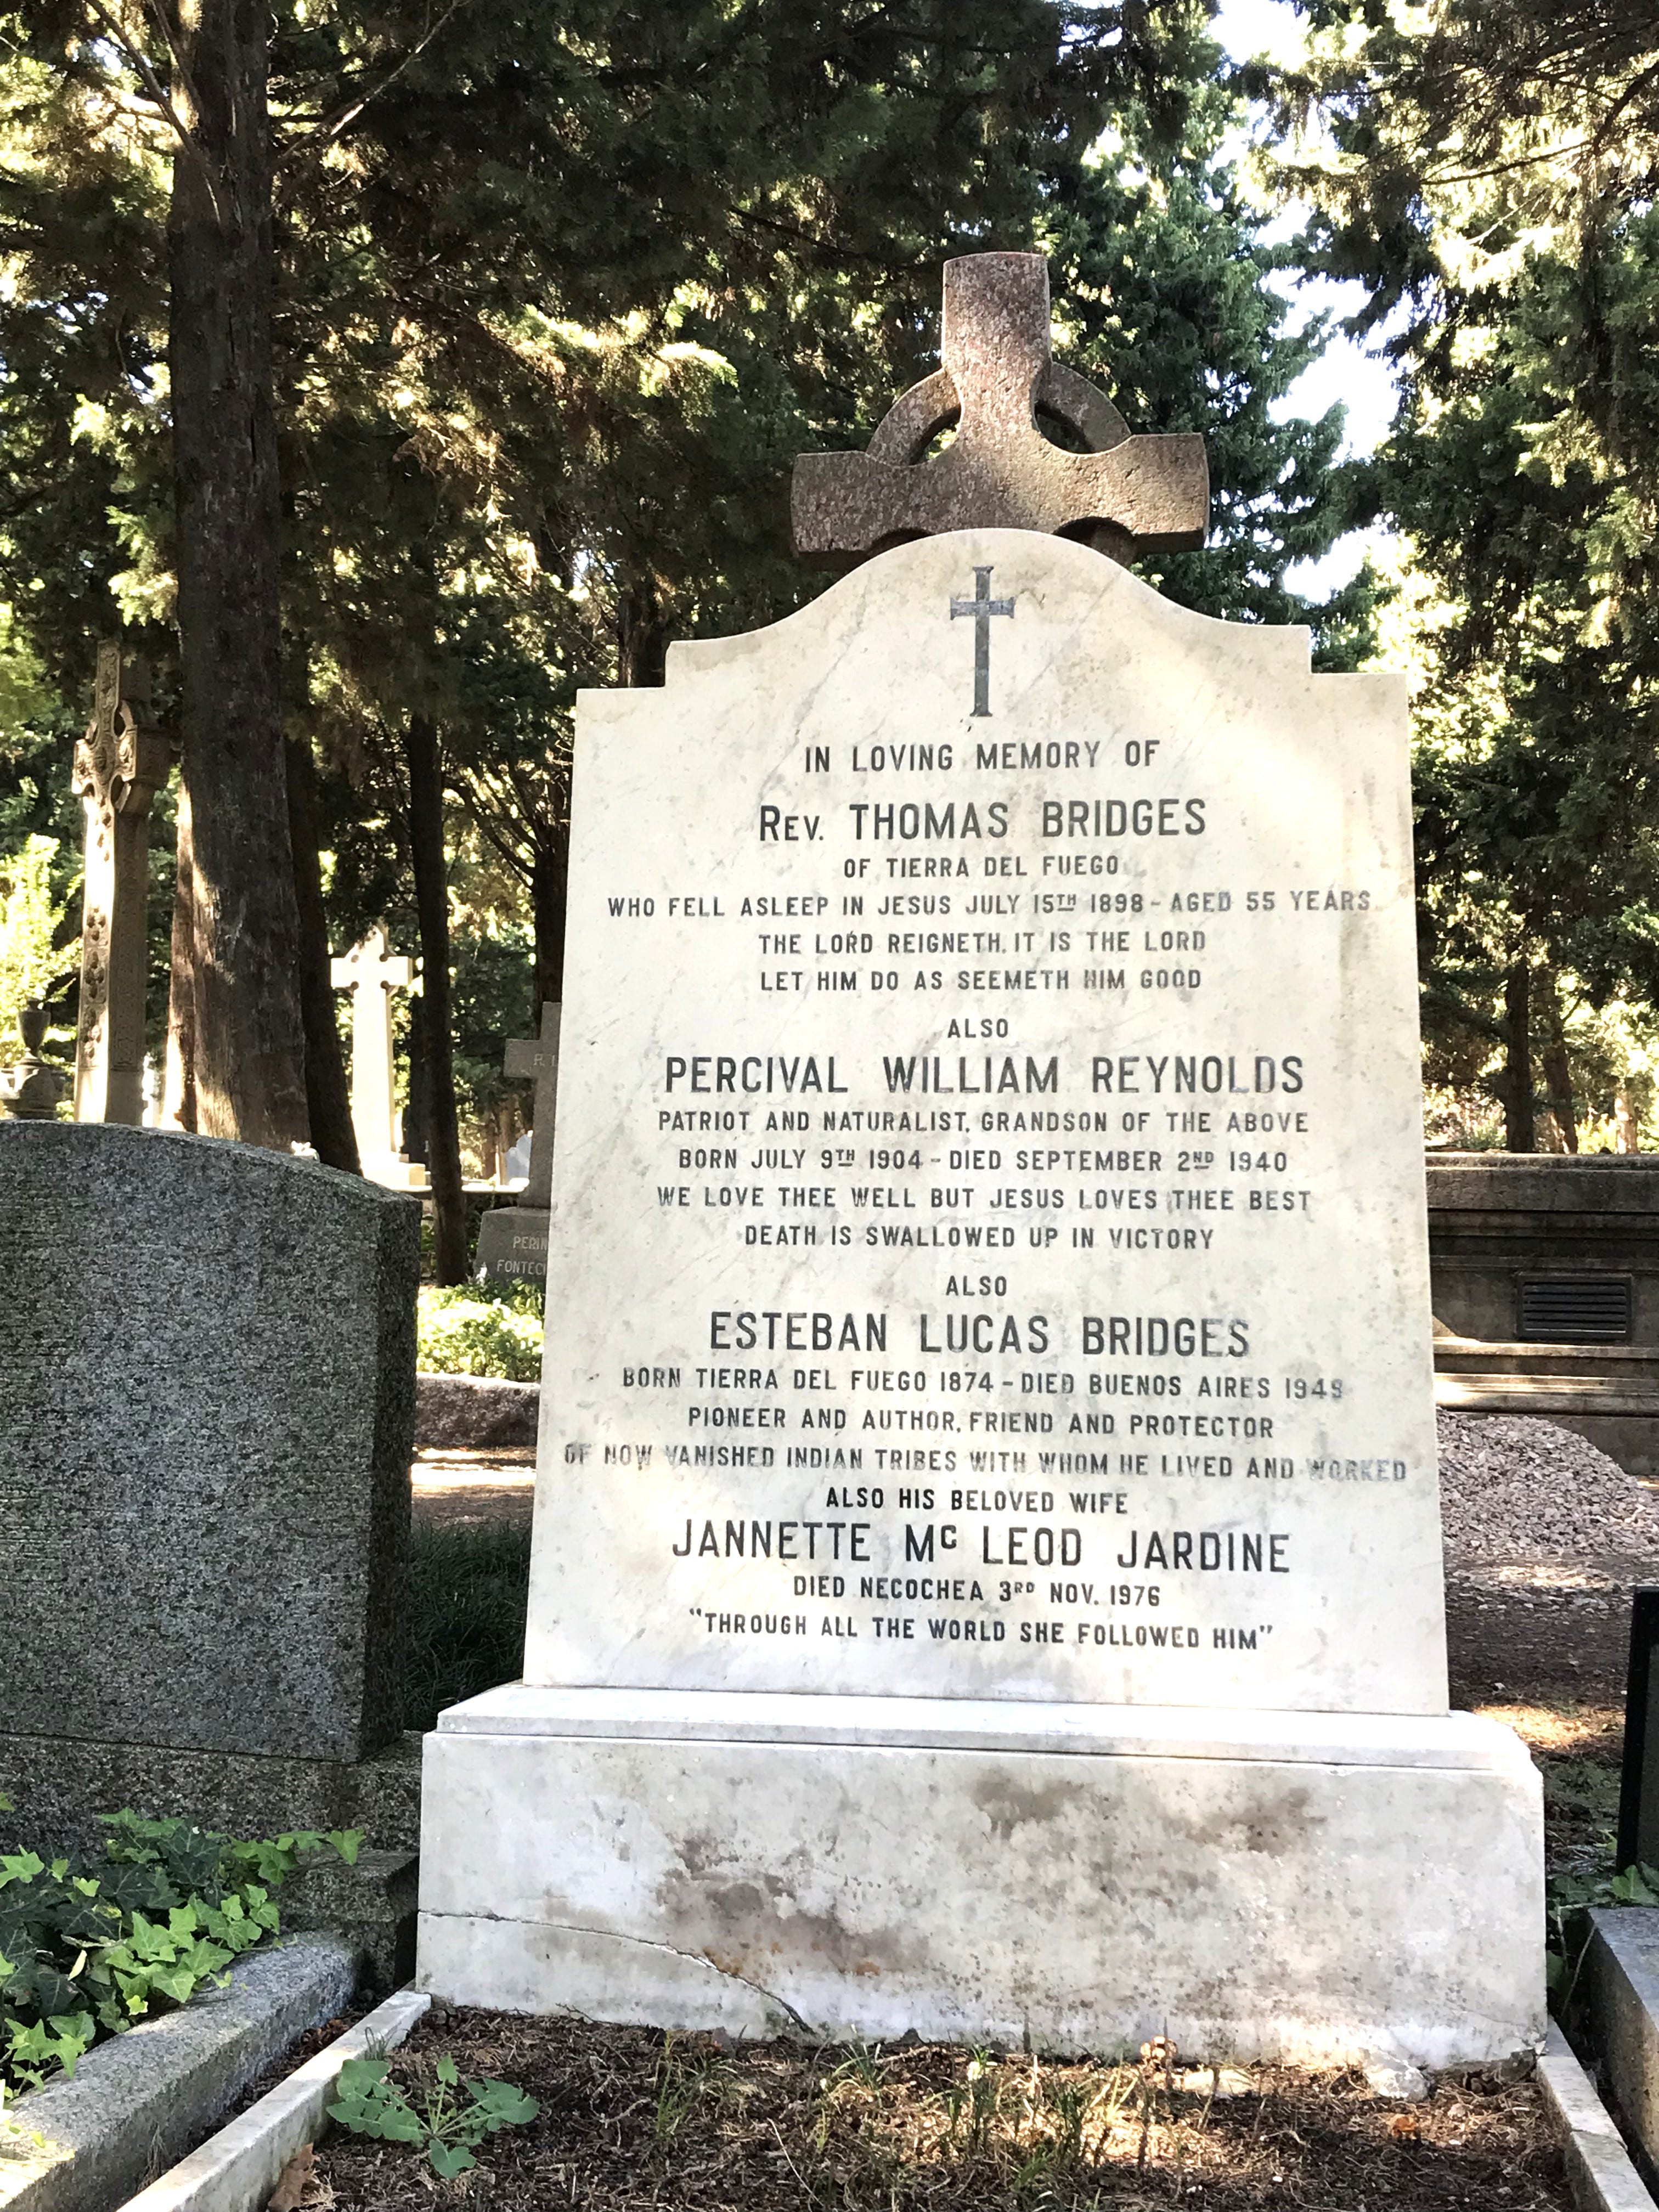 IN LOVING MEMORY OF
REV. THOMAS BRIDGES
OF TIERRA DEL FUEGO
WHO FELL ASLEEP IN JESUS JULY 15TH 1898 - AGED 55 YEARS
THE LORD REIGNETH. IT IS THE LORD
LET HIM DO AS SEEMETH HIM GOOD
ALSO
PERCIVAL WILLIAM REYNOLDS
PATRIOT AND NATURALIST, GRANDSON OF THE ABOVE
BORN JULY 9TH 1904 - DIED SEPTEMBER 2ND 1940
WE LOVE THEE WELL BUT JESUS LOVES THEE BEST
DEATH IS SWALLOWED UP IN VICTORY
ALSO
ESTEBAN LUCAS BRIDGES
BORN TIERRA DEL FUEGO 1874 - DIED BUENOS AIRES 1949
PIONEER AND AUTHOR, FRIEND AND PROTECTOR
OF NOW VANISHED INDIAN TRIBES WITH WHOM HE LIVED AND WORKED
ALSO HIS BELOVED WIFE
JANNETTE MC LEOD JARDINE
DIED NECOCHEA 3RD NOV. 1976
"THROUGH ALL THE WORLD SHE FOLLOWED HIM"